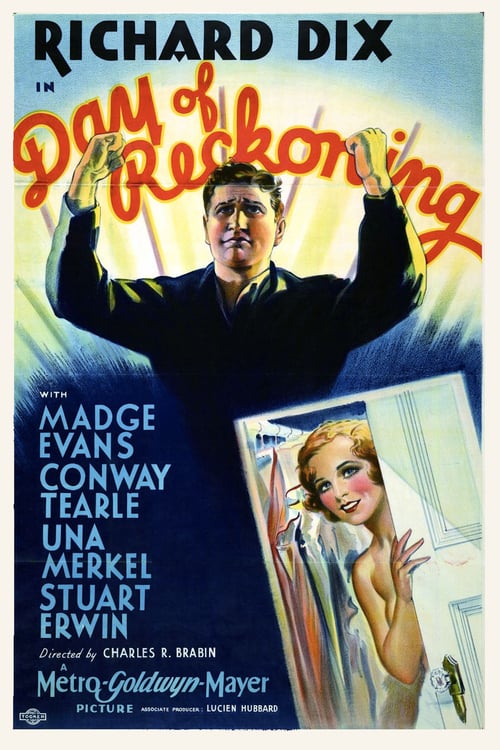 RICHARD DIX
IN
Day of
Reckoning
WITH
MADGE
EVANS
CONWAY
TEARLE
UNA
MERKEL
STUART
ERWIN
Directed by CHARLES R. BRABIN
A
METRO-Goldwyn-MAYER
PICTURE ASSOCIATE PRODUCER: LUCIEN HUBBARD
TOOKER